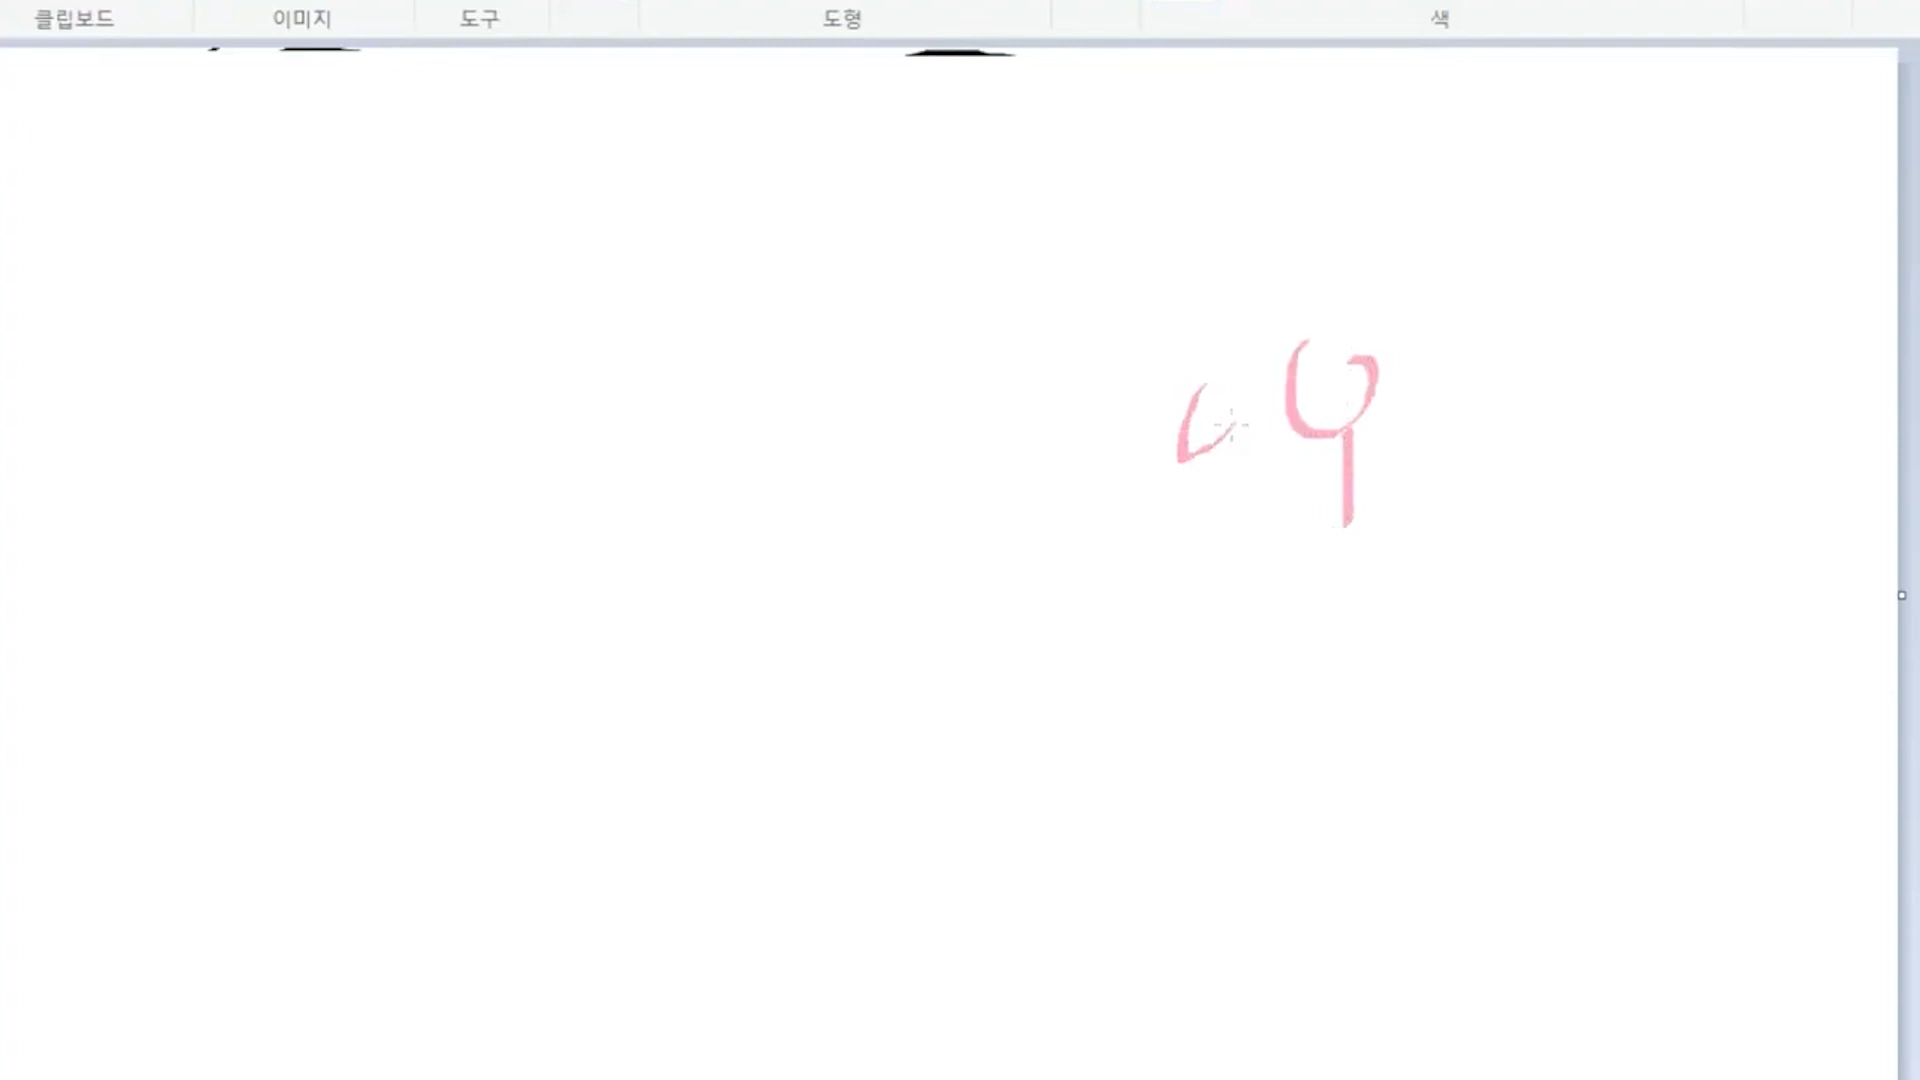 클립보드 이미지 도구 도형 색